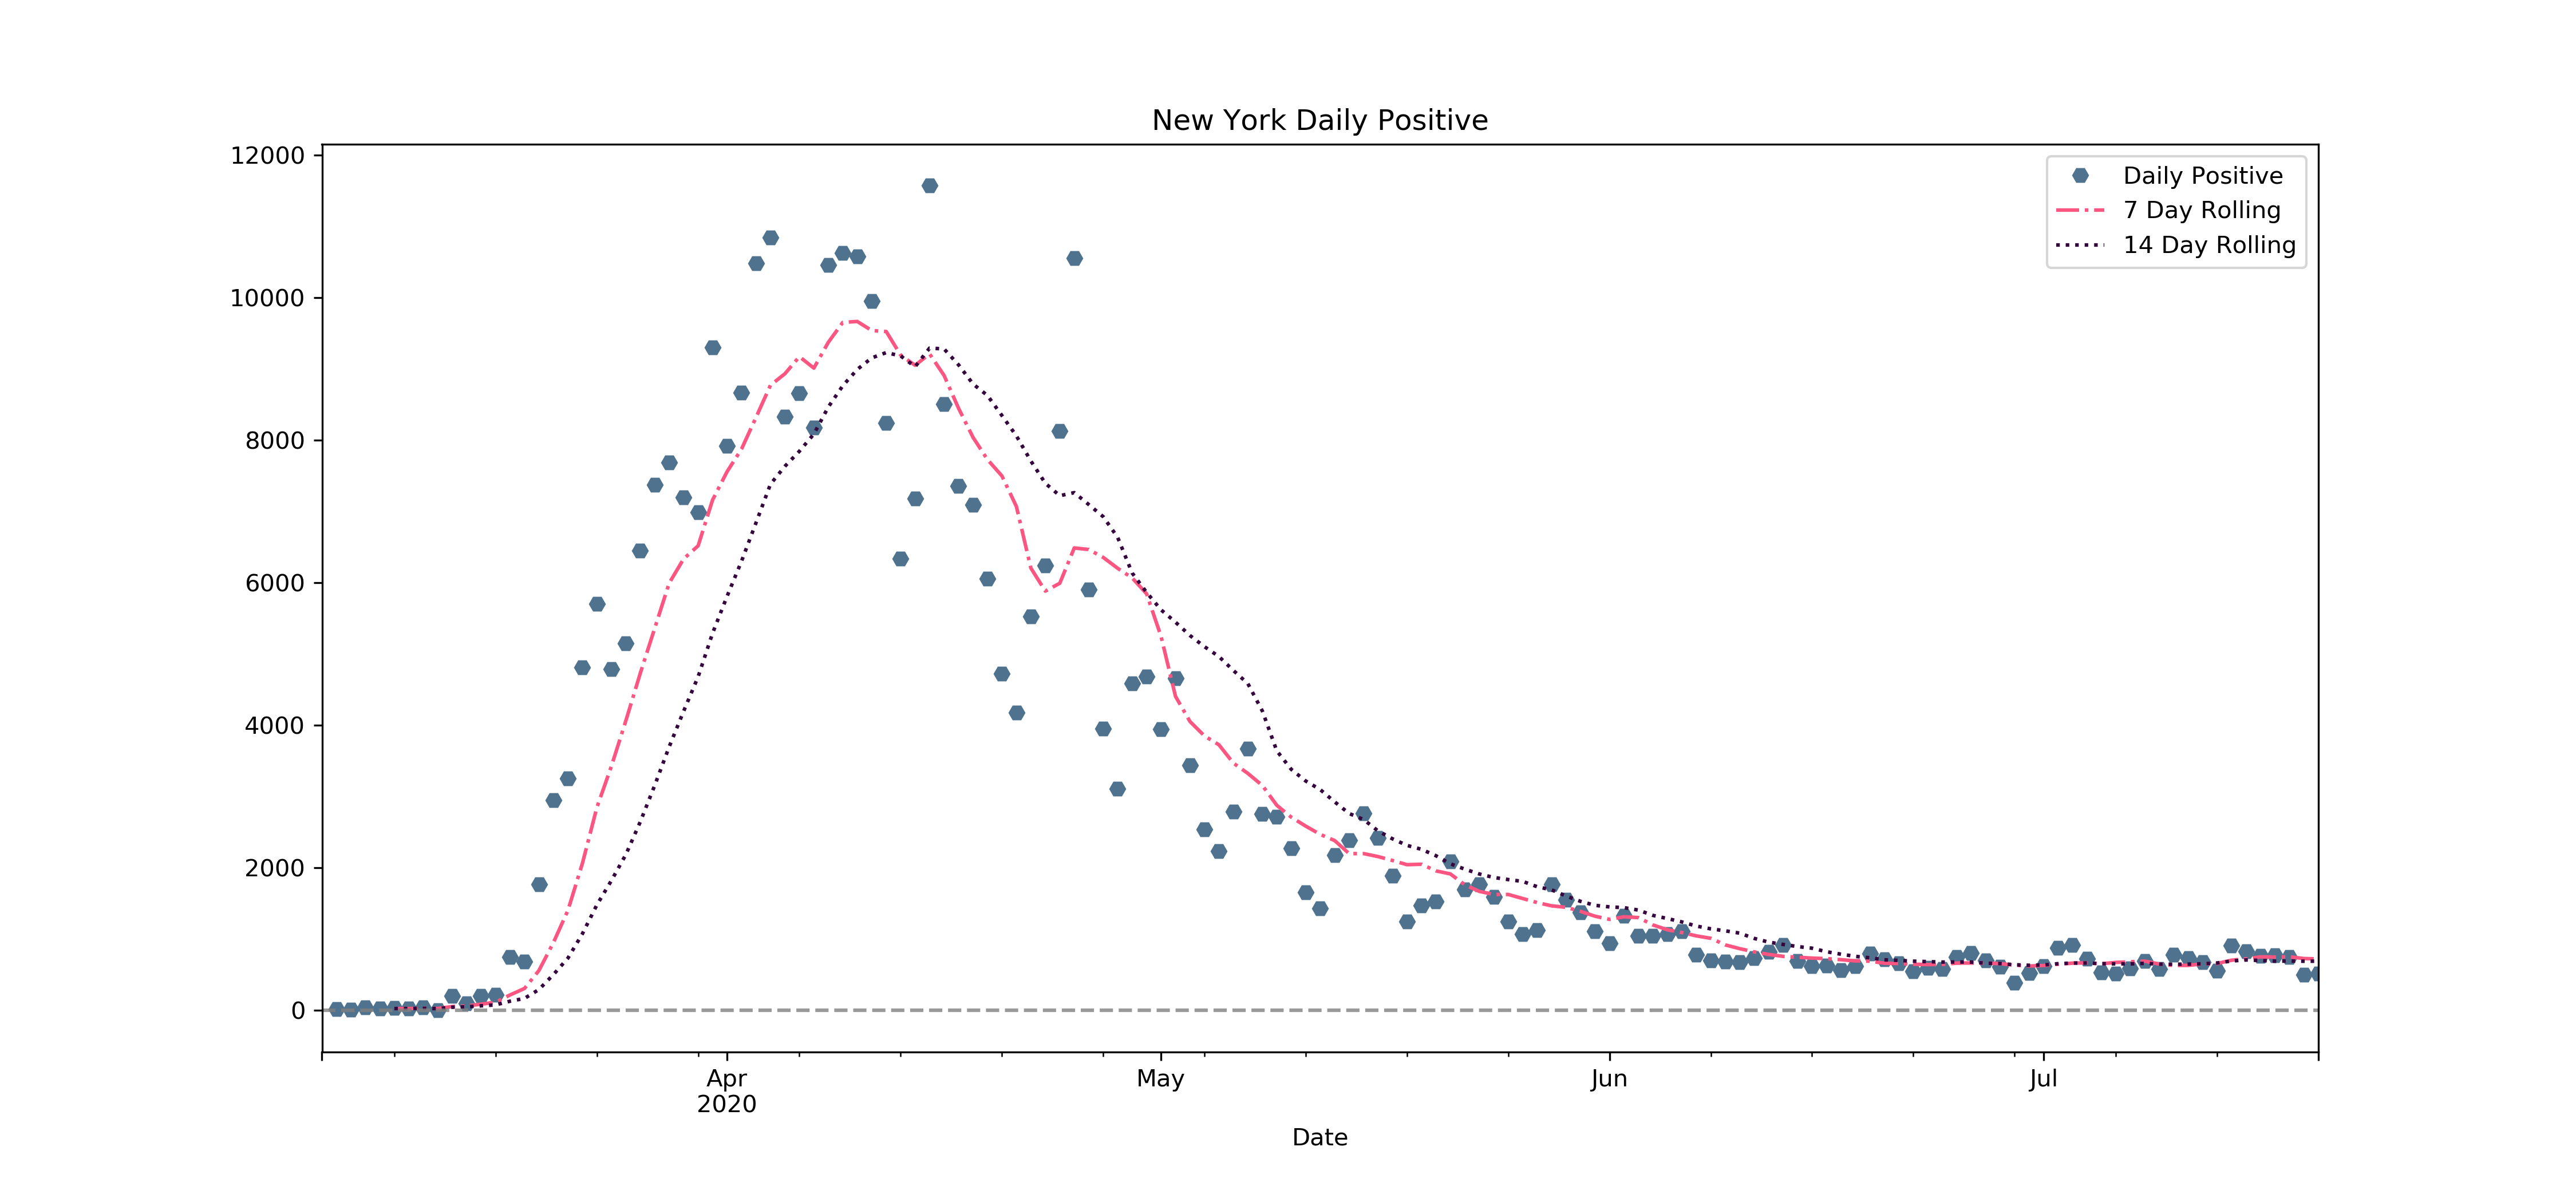 New York Daily Positive
12000
10000
8000
6000
4000
2000
0
Daily Positive
7 Day Rolling
14 Day Rolling
Apr
2020
May
Jun
Jul
Date